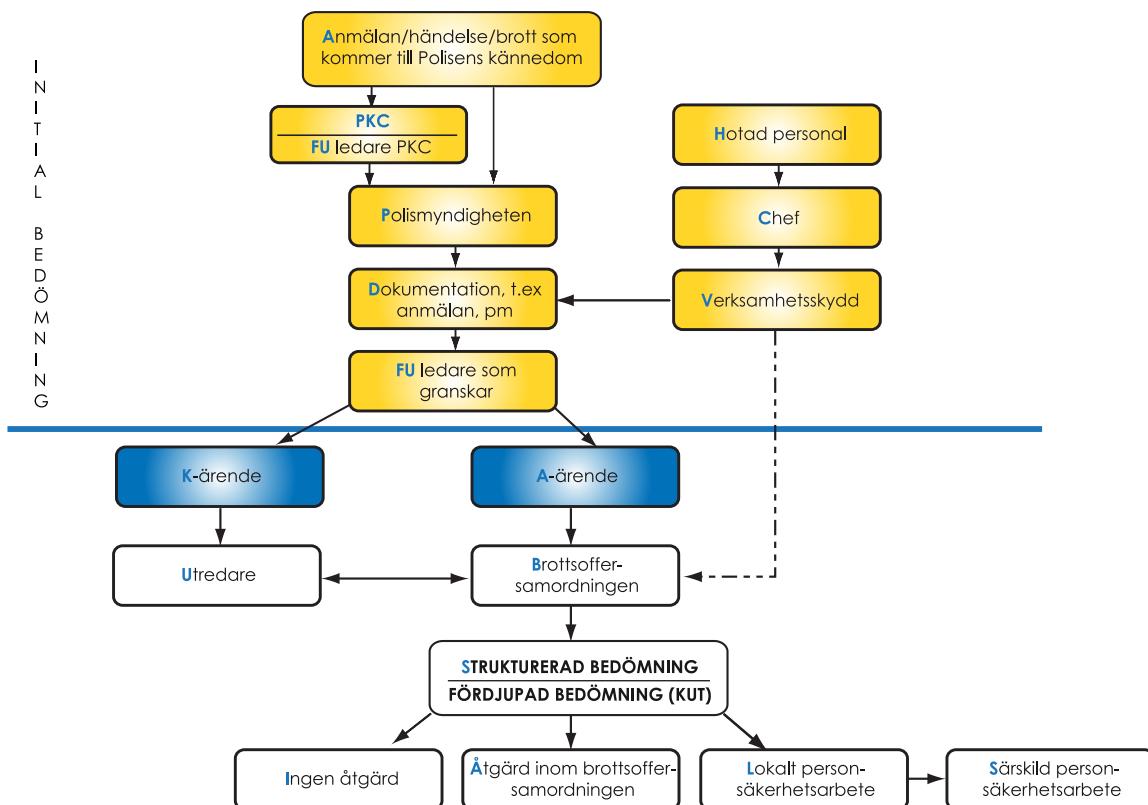 INITIAL BEDÖMNING
Anmälan/händelse/brott som
kommer till Polisens kännedom
PKC
FU ledare PKC
Hotad personal
Polismyndigheten
Chef
Dokumentation, t.ex
anmälan, pm
Verksamhetsskydd
FU ledare som
granskar
K-ärende
A-ärende
Utredare
Brottsoffer-
samordningen
STRUKTURERAD BEDÖMNING
FÖRDJUPAD BEDÖMNING (KUT)
Ingen åtgärd
Åtgärd inom brottsoffer-
samordningen
Lokalt person-
säkerhetsarbete
Särskild person-
säkerhetsarbete